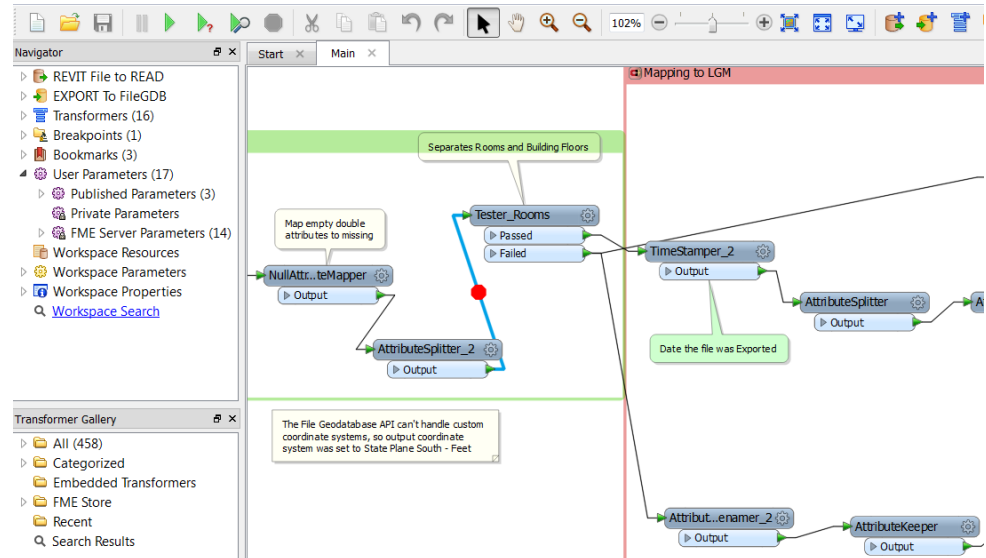 102%
Navigator
Start
Main
REVIT File to READ
EXPORT To FileGDB
Transformers (16)
Breakpoints (1)
Bookmarks (3)
User Parameters (17)
Published Parameters (3)
Private Parameters
FME Server Parameters (14)
Workspace Resources
Workspace Parameters
Workspace Properties
Workspace Search
Transformer Gallery
All (458)
Categorized
Embedded Transformers
FME Store
Recent
Search Results
Mapping to LGM
Separates Rooms and Building Floors
Map empty double
attributes to missing
Tester_Rooms
Passed
Failed
NullAttr...teMapper
Output
AttributeSplitter_2
Output
TimeStamper_2
Output
AttributeSplitter
Output
Date the file was Exported
The File Geodatabase API can't handle custom
coordinate systems, so output coordinate
system was set to State Plane South - Feet
Attribut...enamer_2
Output
AttributeKeeper
Output